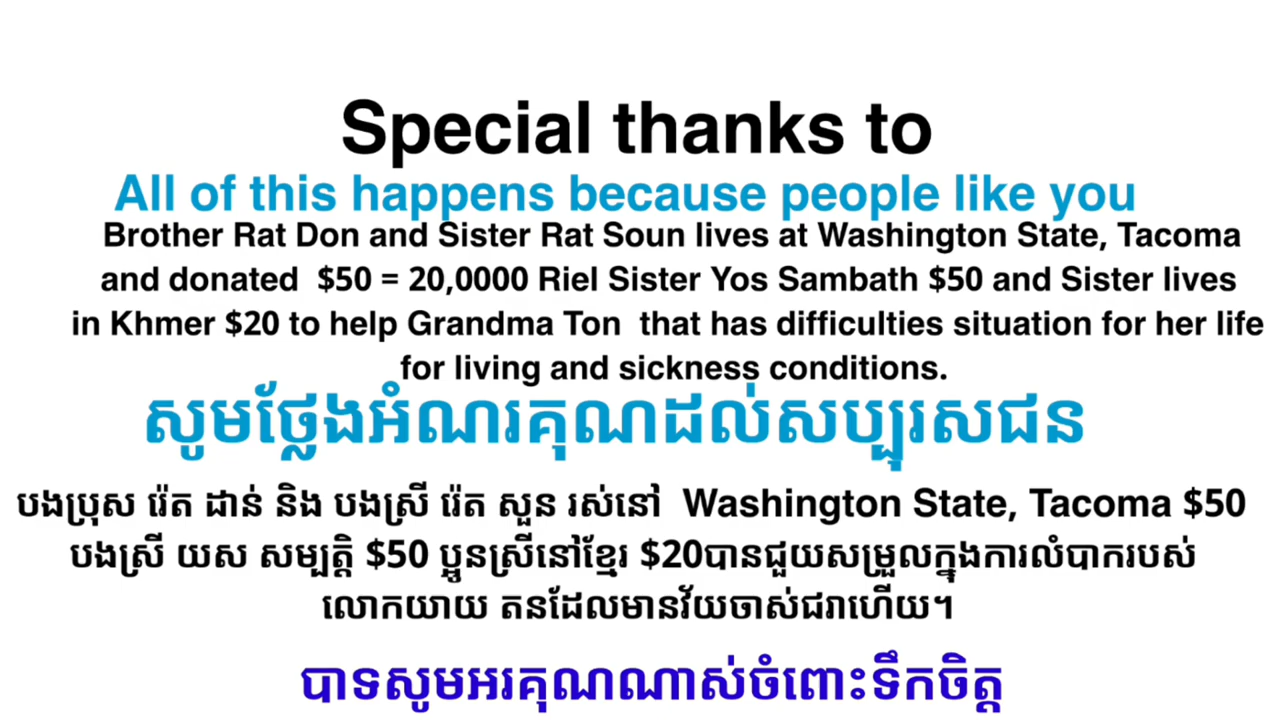 Special thanks to
All of this happens because people like you
Brother Rat Don and Sister Rat Soun lives at Washington State, Tacoma
and donated $50 = 20,0000 Riel Sister Yos Sambath $50 and Sister lives
in Khmer $20 to help Grandma Ton that has difficulties situation for her life
for living and sickness conditions.
សូមថ្លែងអំណរគុណដល់សប្បុរសជន
បងប្រុស រ៉េត ដាន់ និង បងស្រី រ៉េត សួន រស់នៅ Washington State, Tacoma $50
បងស្រី យស សម្បត្តិ $50 ប្អូនស្រីនៅខ្មែរ $20បានជួយសម្រួលក្នុងការលំបាករបស់
លោកយាយ តនដែលមានវ័យចាស់ជរាហើយ។
បាទសូមអរគុណណាស់ចំពោះទឹកចិត្ត